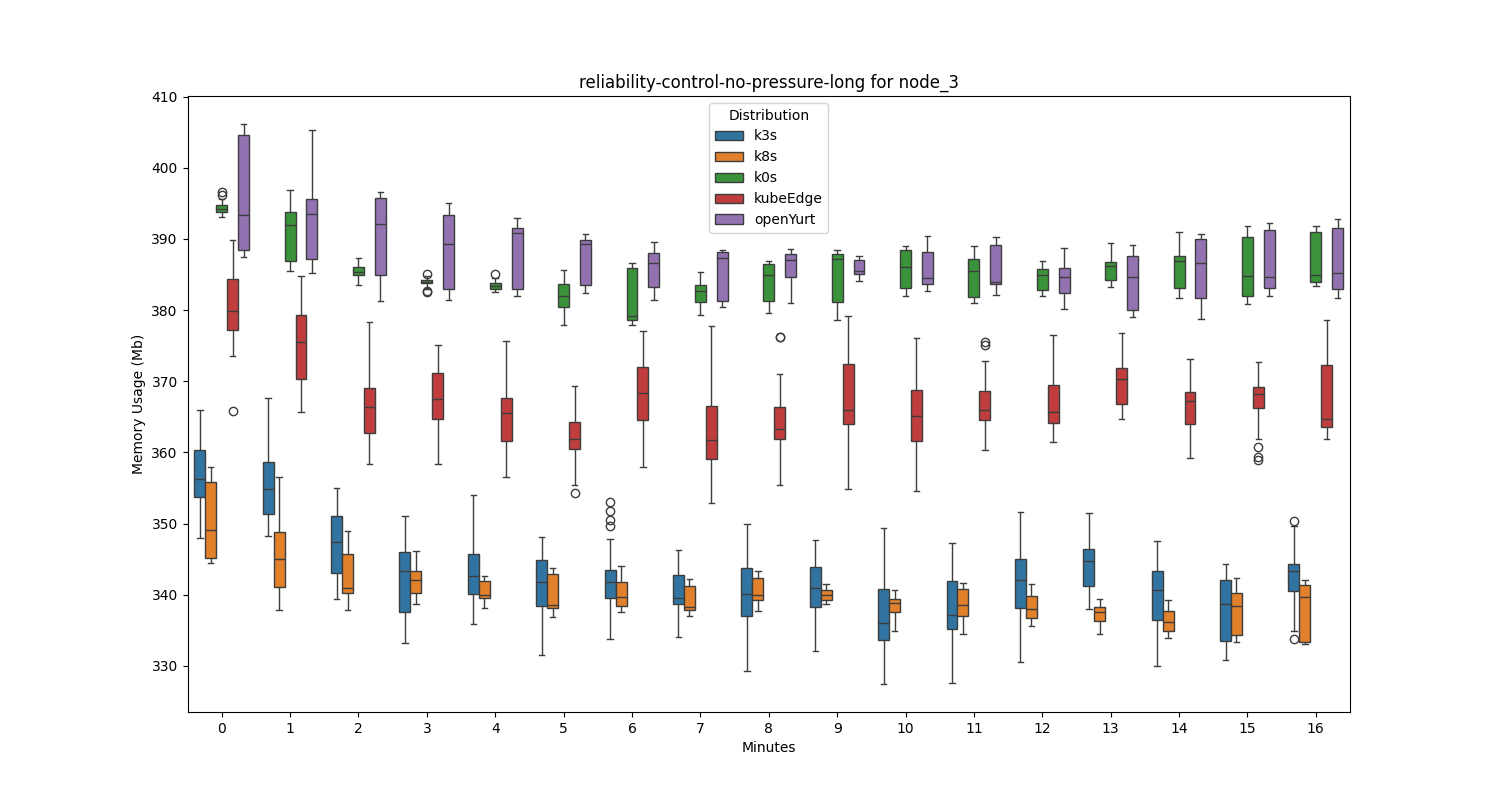 reliability-control-no-pressure-long for node_3
Memory Usage (Mb)
410
400
390
380
370
360
350
340
330
Distribution
k3s
k8s
k0s
kubeEdge
openYurt
0 1 2 3 4 5 6 7 8 9 10 11 12 13 14 15 16
Minutes